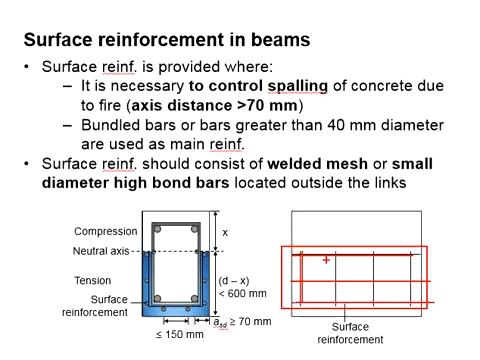 Surface reinforcement in beams
• Surface reinf. is provided where:
– It is necessary to control spalling of concrete due
to fire (axis distance >70 mm)
– Bundled bars or bars greater than 40 mm diameter
are used as main reinf.
• Surface reinf. should consist of welded mesh or small
diameter high bond bars located outside the links
Compression
x
Neutral axis
Tension
(d – x)
< 600 mm
Surface
reinforcement
≥ 70 mm
≤ 150 mm
Surface
reinforcement